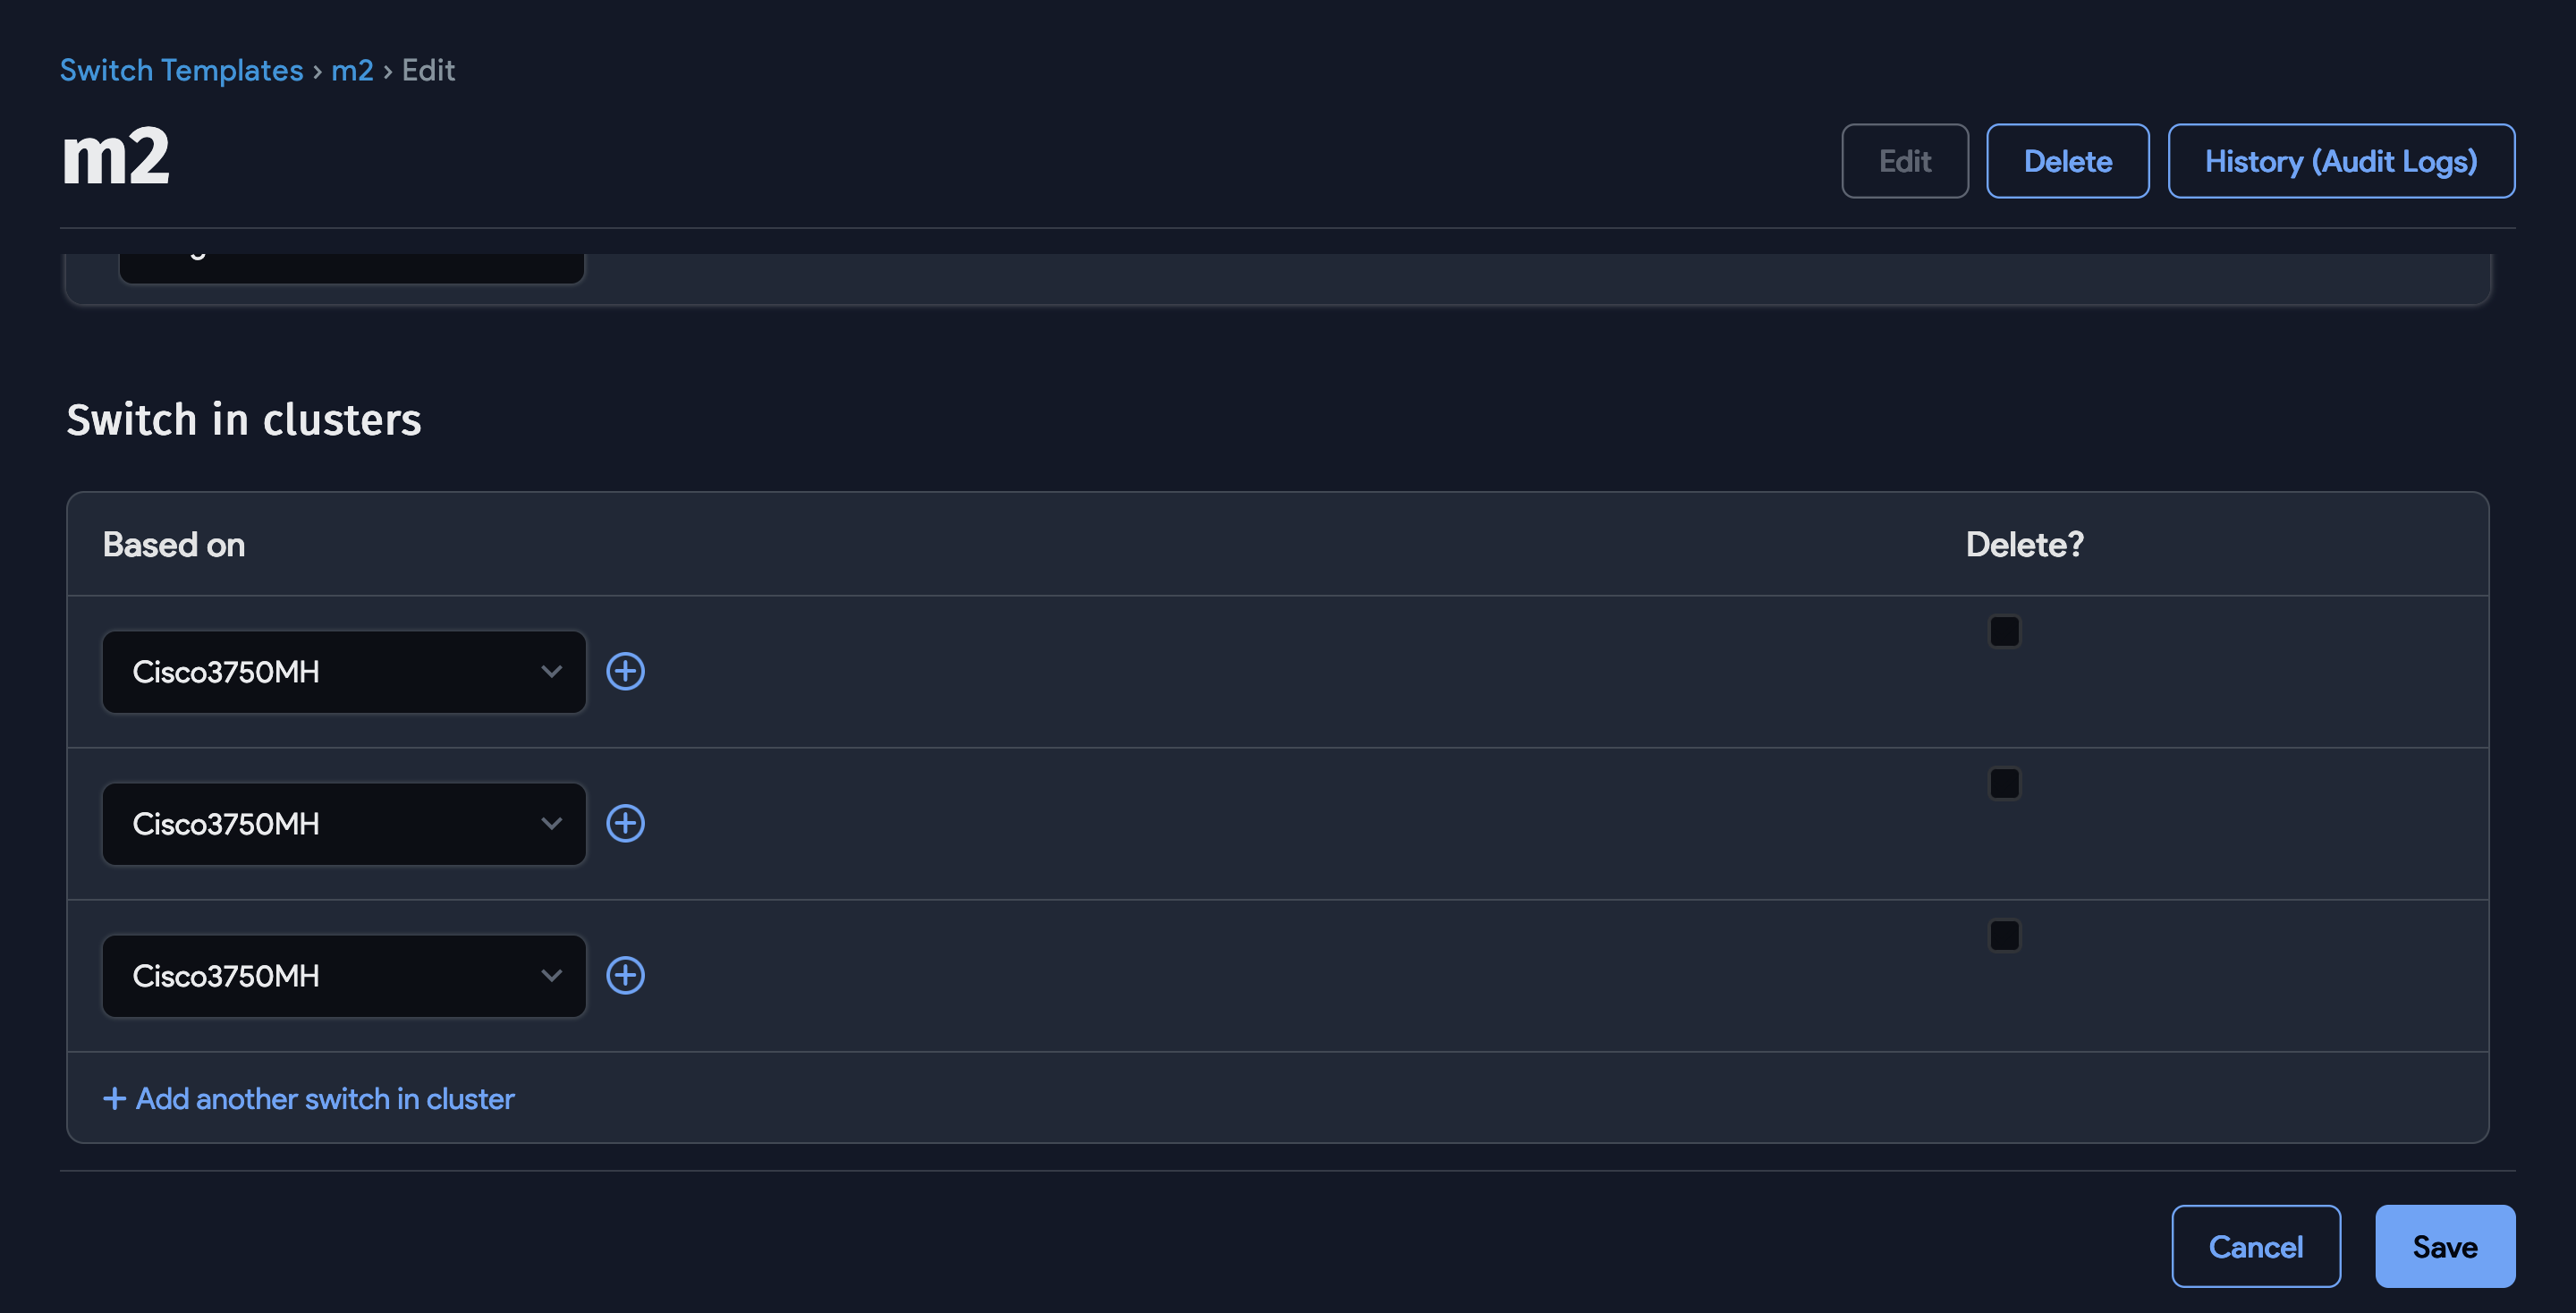 Switch Templates › m2 › Edit
m2
Edit
Delete
History (Audit Logs)
Switch in clusters
Based on
Delete?
Cisco3750MH
Cisco3750MH
Cisco3750MH
Add another switch in cluster
Cancel
Save